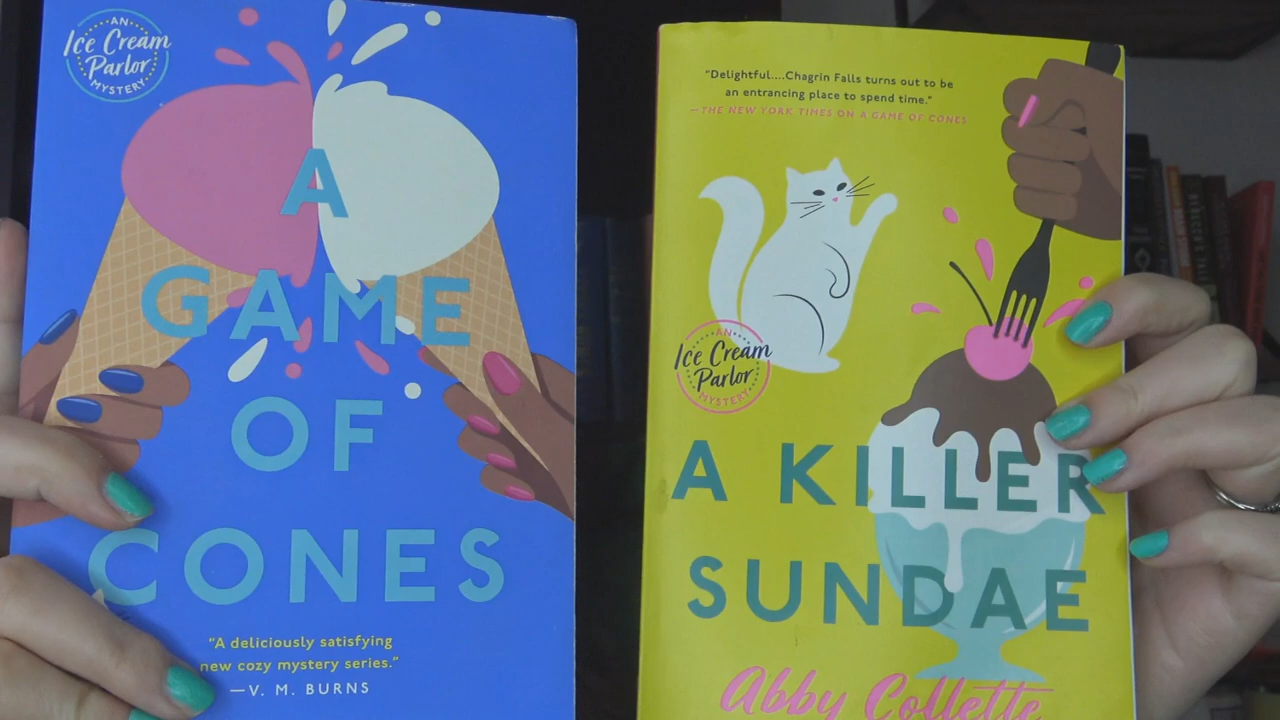 AN
Ice Cream
Parlor
MYSTERY
A
GAME
OF
CONES
"A deliciously satisfying
new cozy mystery series."
—V. M. BURNS
"Delightful....Chagrin Falls turns out to be
an entrancing place to spend time."
—THE NEW YORK TIMES ON A GAME OF CONES
AN
Ice Cream
Parlor
MYSTERY
A KILLER
SUNDAE
Abby Collette